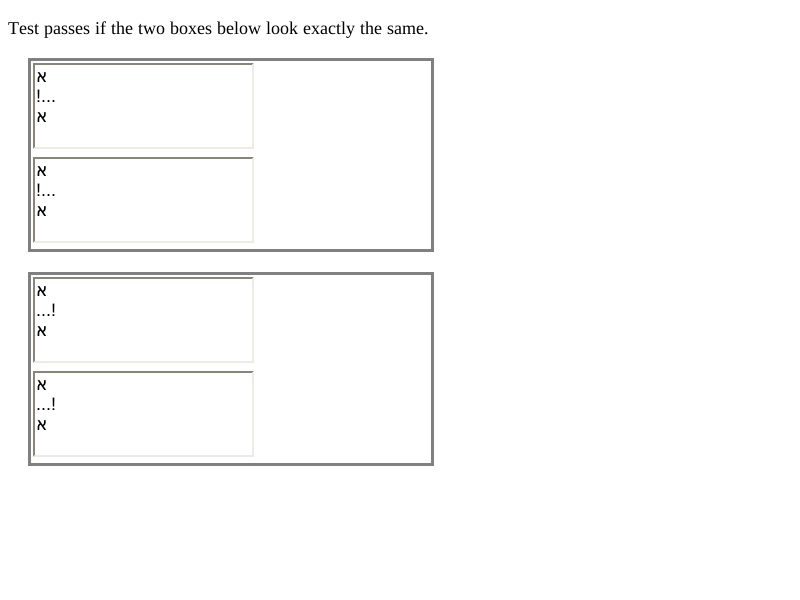 Test passes if the two boxes below look exactly the same.
א
!...
א
א
!...
א
א
...!
א
א
...!
א